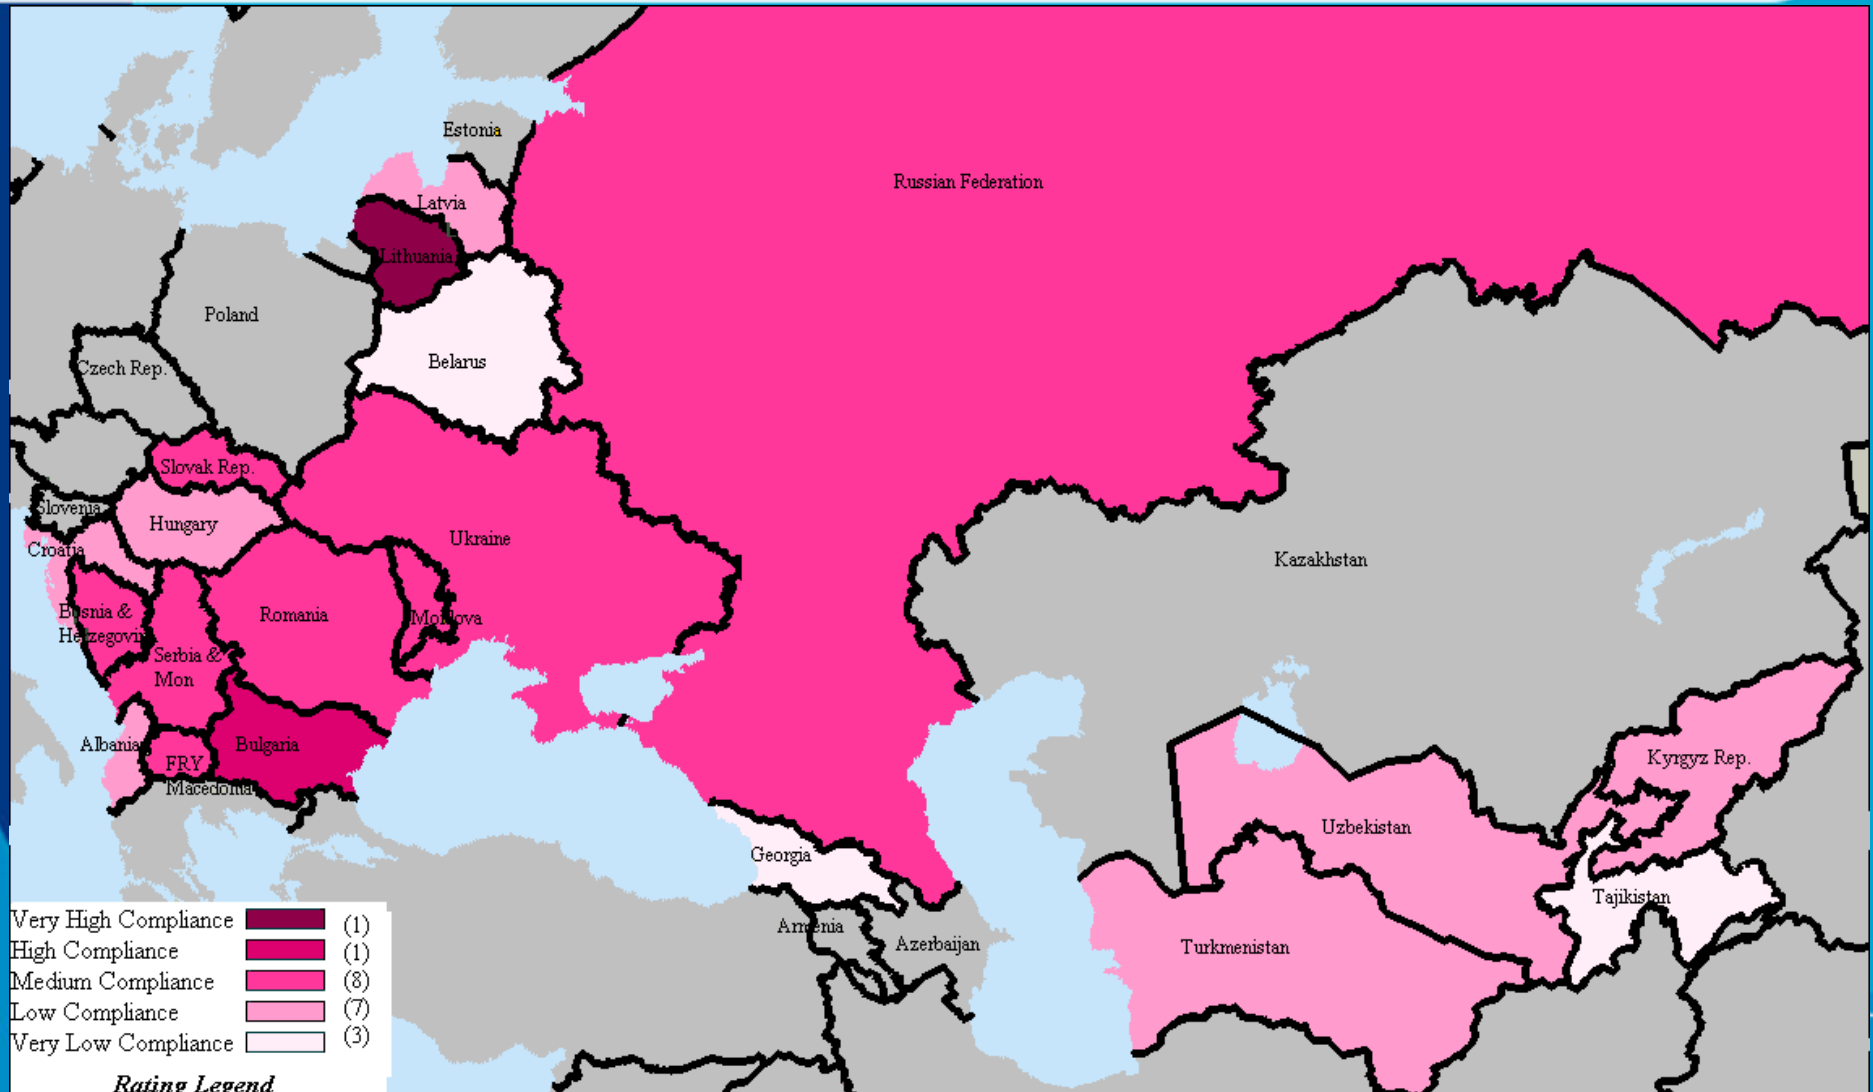 Estonia
Russian Federation
Latvia
Lithuania
Poland
Belarus
Czech Rep.
Slovak Rep.
Slovenia
Hungary
Ukraine
Croatia
Kazakhstan
Bosnia &
Herzegovin
Romania
Moldova
Serbia &
Mon
Albania
Bulgaria
FRY
Macedonia
Kyrgyz Rep.
Uzbekistan
Georgia
Tajikistan
Armenia
Azerbaijan
Turkmenistan
Very High Compliance (1)
High Compliance (1)
Medium Compliance (8)
Low Compliance (7)
Very Low Compliance (3)
Rating Legend